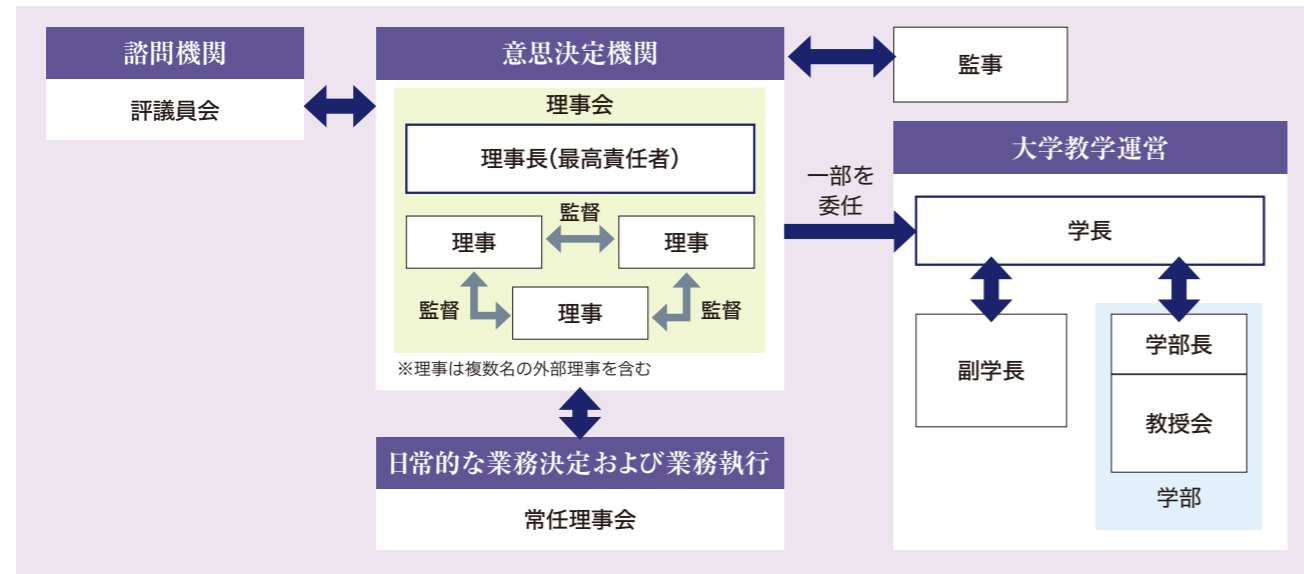 諮問機関
評議員会
意思決定機関
理事会
理事長(最高責任者)
監督
理事
理事
監督
理事
監督
※理事は複数名の外部理事を含む
日常的な業務決定および業務執行
常任理事会
監事
一部を
委任
大学教学運営
学長
副学長
学部長
教授会
学部